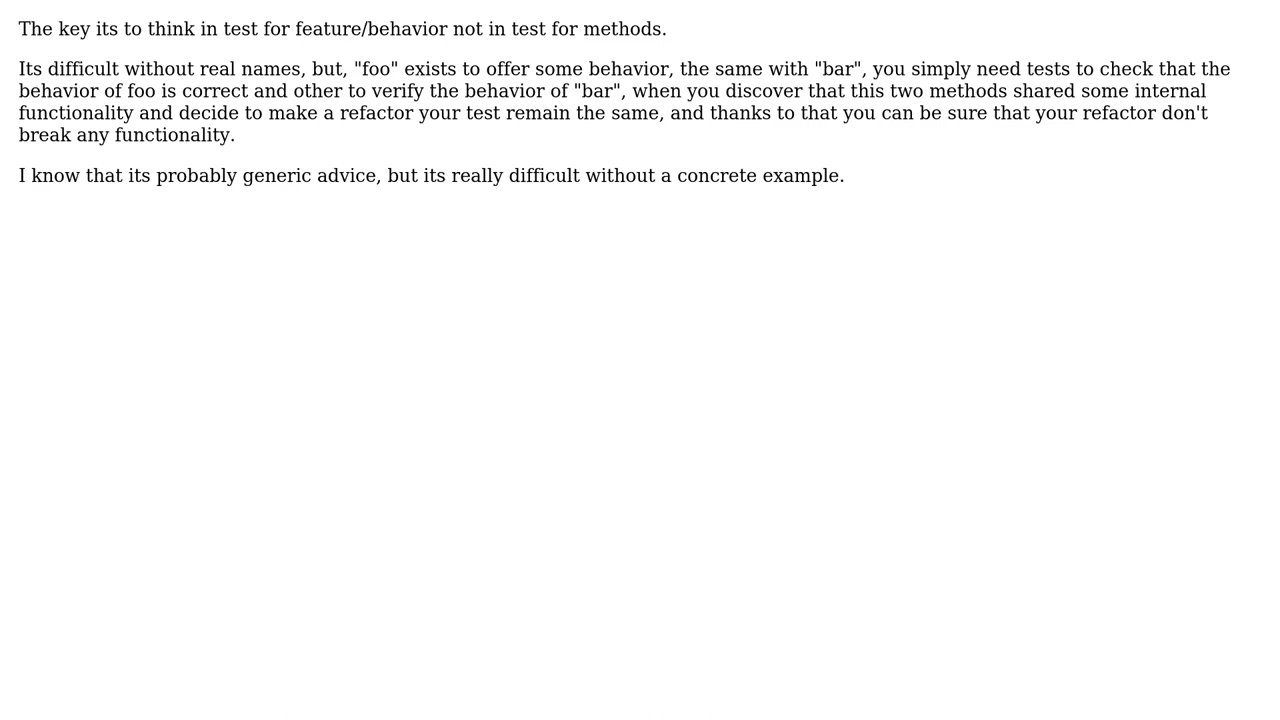 The key its to think in test for feature/behavior not in test for methods.
Its difficult without real names, but, "foo" exists to offer some behavior, the same with "bar", you simply need tests to check that the
behavior of foo is correct and other to verify the behavior of "bar", when you discover that this two methods shared some internal
functionality and decide to make a refactor your test remain the same, and thanks to that you can be sure that your refactor don't
break any functionality.
I know that its probably generic advice, but its really difficult without a concrete example.